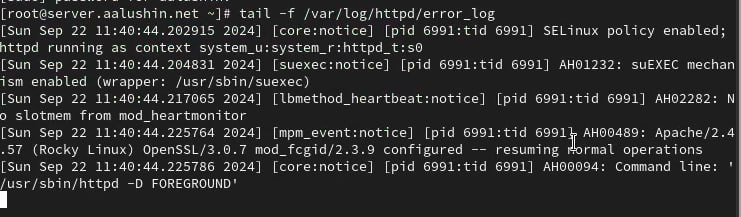 [root@server.aalushin.net ~]# tail -f /var/log/httpd/error_log
[Sun Sep 22 11:40:44.202915 2024] [core:notice] [pid 6991:tid 6991] SELinux policy enabled;
httpd running as context system_u:system_r:httpd_t:s0
[Sun Sep 22 11:40:44.204831 2024] [suexec:notice] [pid 6991:tid 6991] AH01232: suEXEC mechan
ism enabled (wrapper: /usr/sbin/suexec)
[Sun Sep 22 11:40:44.217065 2024] [lbmethod_heartbeat:notice] [pid 6991:tid 6991] AH02282: N
o slotmem from mod_heartmonitor
[Sun Sep 22 11:40:44.225764 2024] [mpm_event:notice] [pid 6991:tid 6991] AH00489: Apache/2.4
.57 (Rocky Linux) OpenSSL/3.0.7 mod_fcgid/2.3.9 configured -- resuming normal operations
[Sun Sep 22 11:40:44.225786 2024] [core:notice] [pid 6991:tid 6991] AH00094: Command line: '
/usr/sbin/httpd -D FOREGROUND'